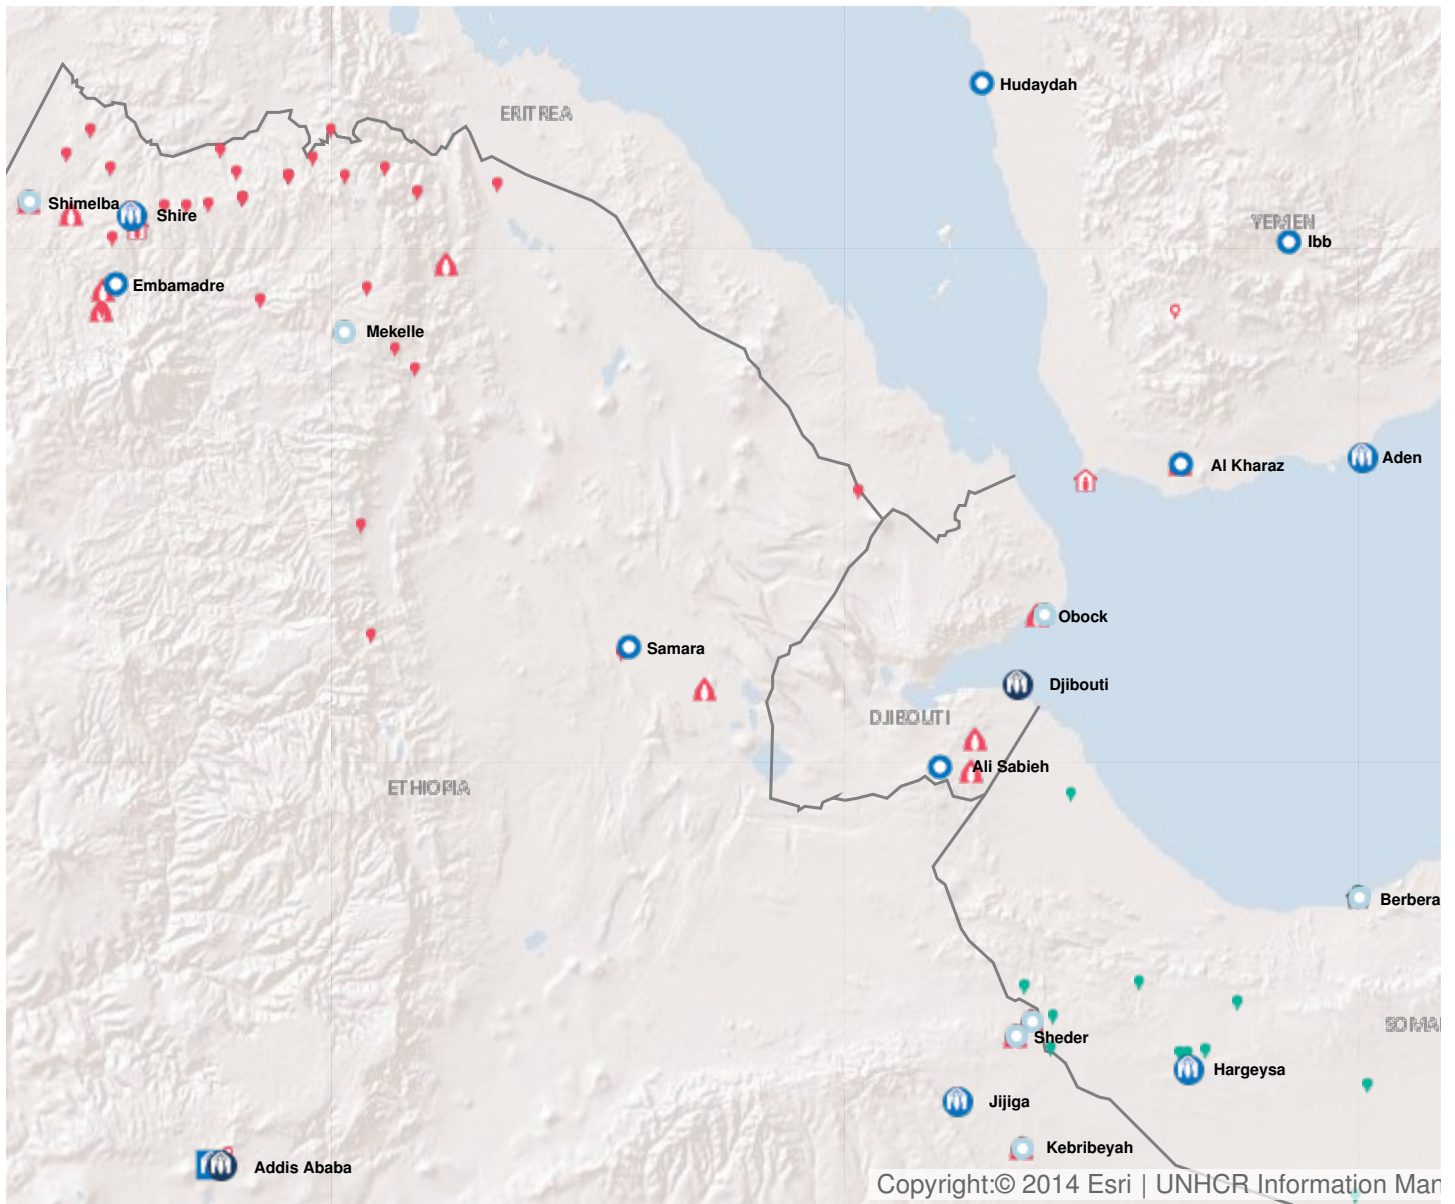 Hudaydah
ERITREA
Shimelba
Shire
YEMEN
Ibb
Embamadre
Mekelle
Al Kharaz
Aden
Obock
Samara
Djibouti
DJIBOUTI
Ali Sabieh
ETHIOPIA
Berbera
SOMA
Sheder
Hargeysa
Jijiga
Kebribeyah
Addis Ababa
Copyright:© 2014 Esri | UNHCR Information Man